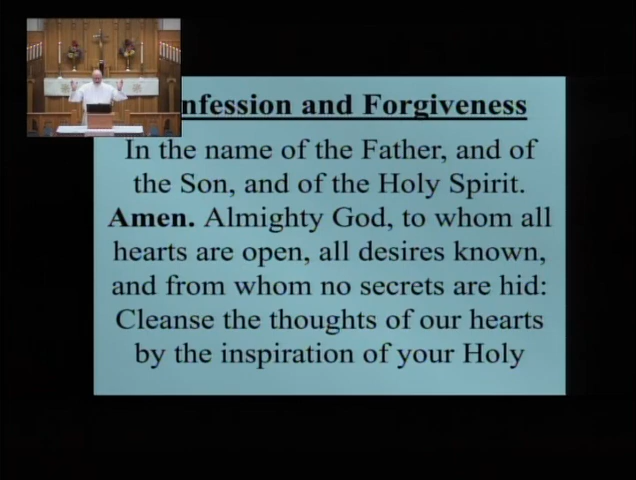 nfession and Forgiveness
In the name of the Father, and of
the Son, and of the Holy Spirit.
Amen. Almighty God, to whom all
hearts are open, all desires known,
and from whom no secrets are hid:
Cleanse the thoughts of our hearts
by the inspiration of your Holy